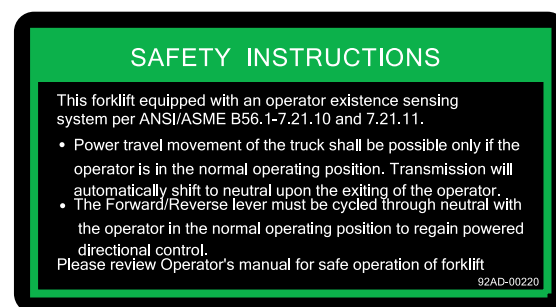 SAFETY INSTRUCTIONS
This forklift equipped with an operator existence sensing
system per ANSI/ASME B56.1-7.21.10 and 7.21.11.
• Power travel movement of the truck shall be possible only if the
operator is in the normal operating position. Transmission will
automatically shift to neutral upon the exiting of the operator.
• The Forward/Reverse lever must be cycled through neutral with
the operator in the normal operating position to regain powered
directional control.
Please review Operator's manual for safe operation of forklift
92AD-00220